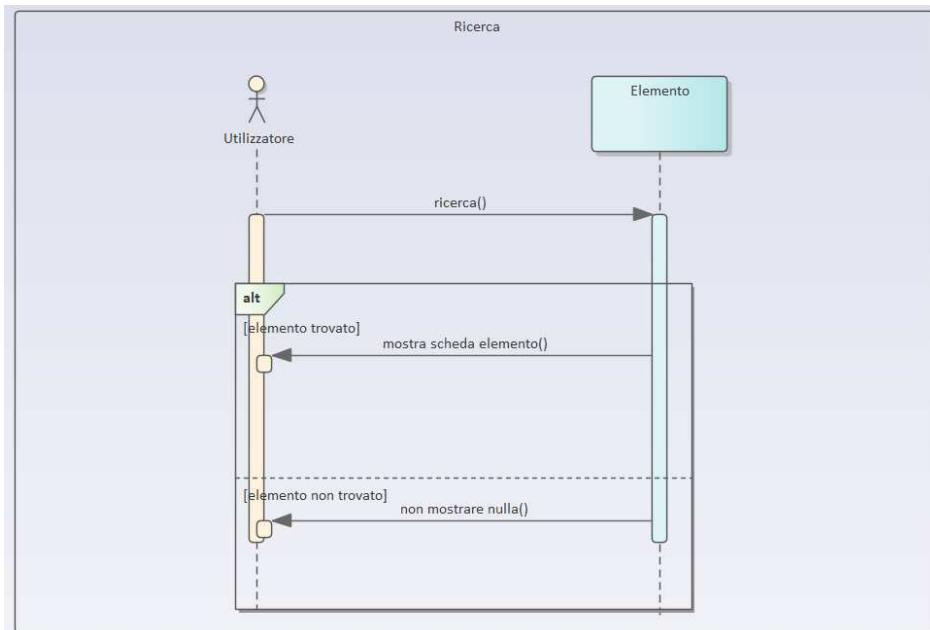 Ricerca
Elemento
Utilizzatore
ricerca()
alt
[elemento trovato]
mostra scheda elemento()
[elemento non trovato]
non mostrare nulla()